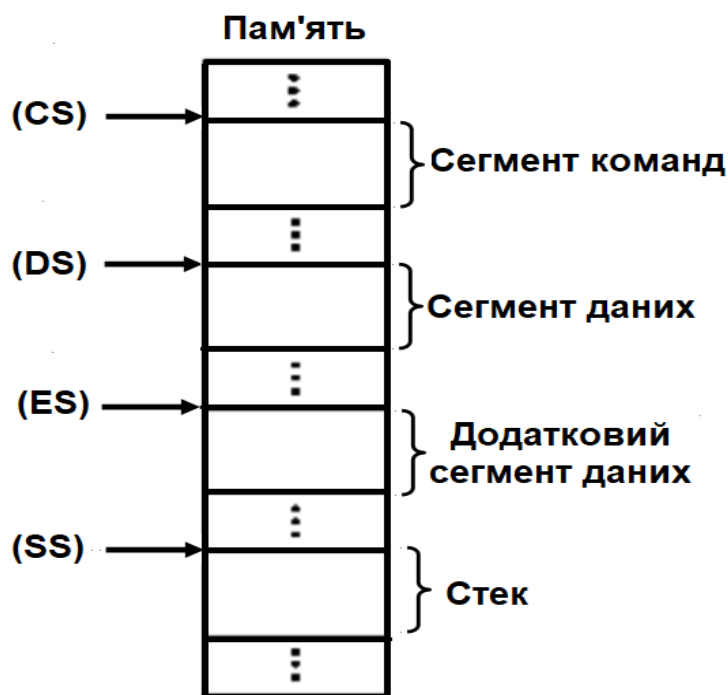 Пам'ять
(CS)
Сегмент команд
(DS)
Сегмент даних
(ES)
Додатковий
сегмент даних
(SS)
Стек